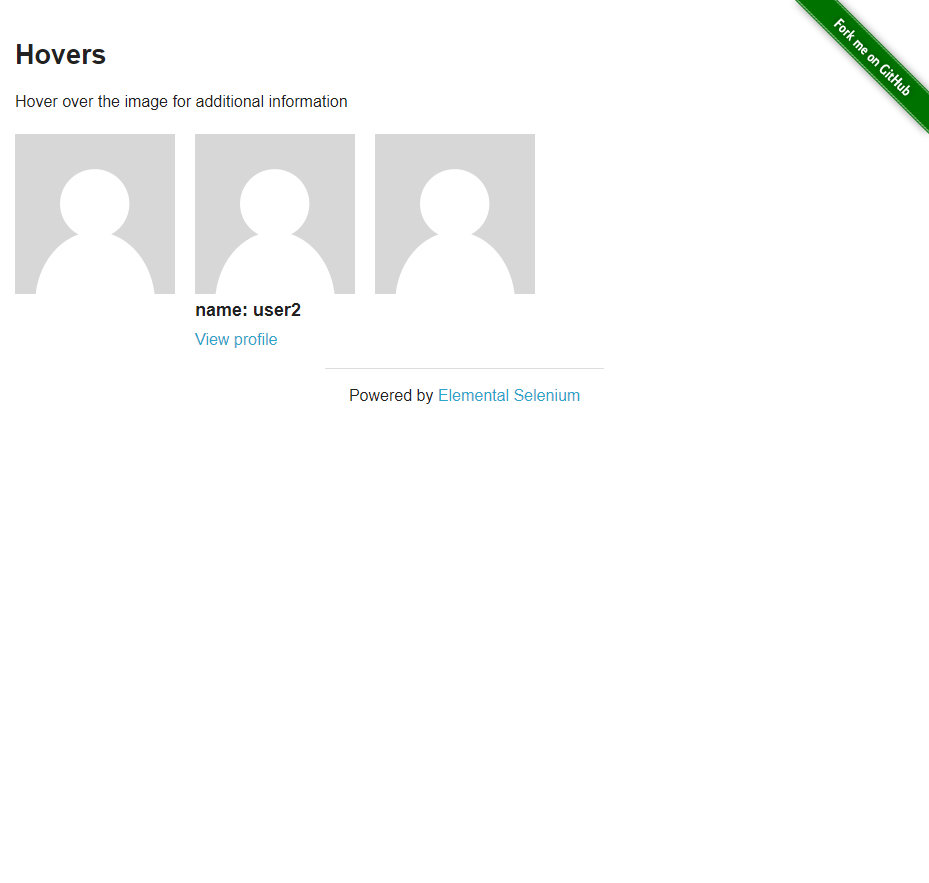 Fork me on GitHub
Hovers
Hover over the image for additional information
name: user2
View profile
Powered by Elemental Selenium